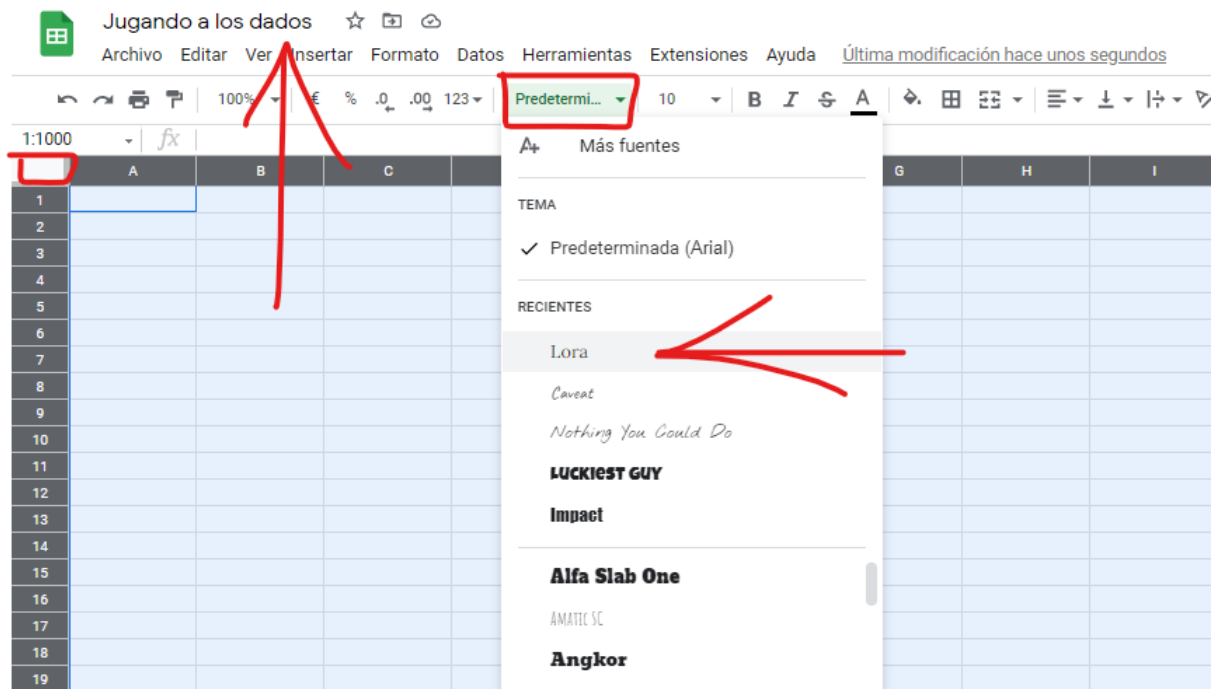 Jugando a los dados
Archivo Editar Ver Insertar Formato Datos Herramientas Extensiones Ayuda Última modificación hace unos segundos
100% € % .0 .00 123 Predetermi... 10 B I S A
1:1000 fx
A B C G H I
1
2
3
4
5
6
7
8
9
10
11
12
13
14
15
16
17
18
19
Más fuentes
TEMA
Predeterminada (Arial)
RECIENTES
Lora
Caveat
Nothing You Could Do
Luckiest Guy
Impact
Alfa Slab One
Amatic SC
Angkor